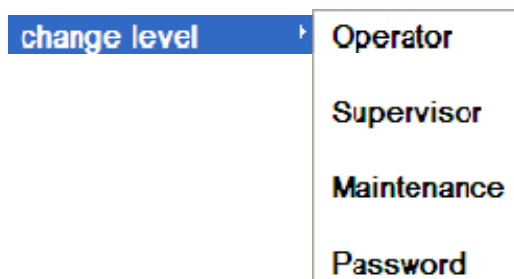 change level
Operator
Supervisor
Maintenance
Password